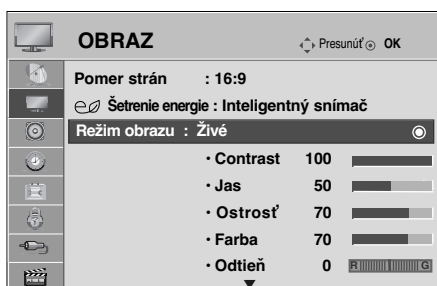 OBRAZ Presunúť OK
Pomer strán : 16:9
Šetrenie energie : Inteligentný snímač
Režim obrazu : Živé
• Contrast 100
• Jas 50
• Ostrosť 70
• Farba 70
• Odtieň 0 R G